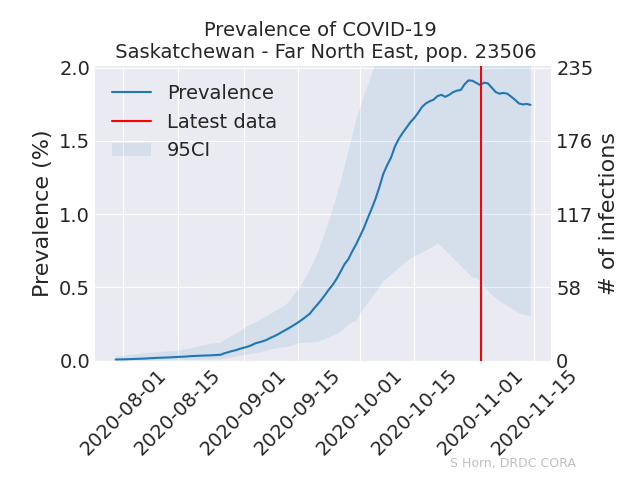 Prevalence of COVID-19
Saskatchewan - Far North East, pop. 23506
Prevalence (%)
2.0
1.5
1.0
0.5
0.0
Prevalence
Latest data
95CI
235
176
117
58
0
# of infections
2020-08-01
2020-08-15
2020-09-01
2020-09-15
2020-10-01
2020-10-15
2020-11-01
2020-11-15
S Horn, DRDC CORA